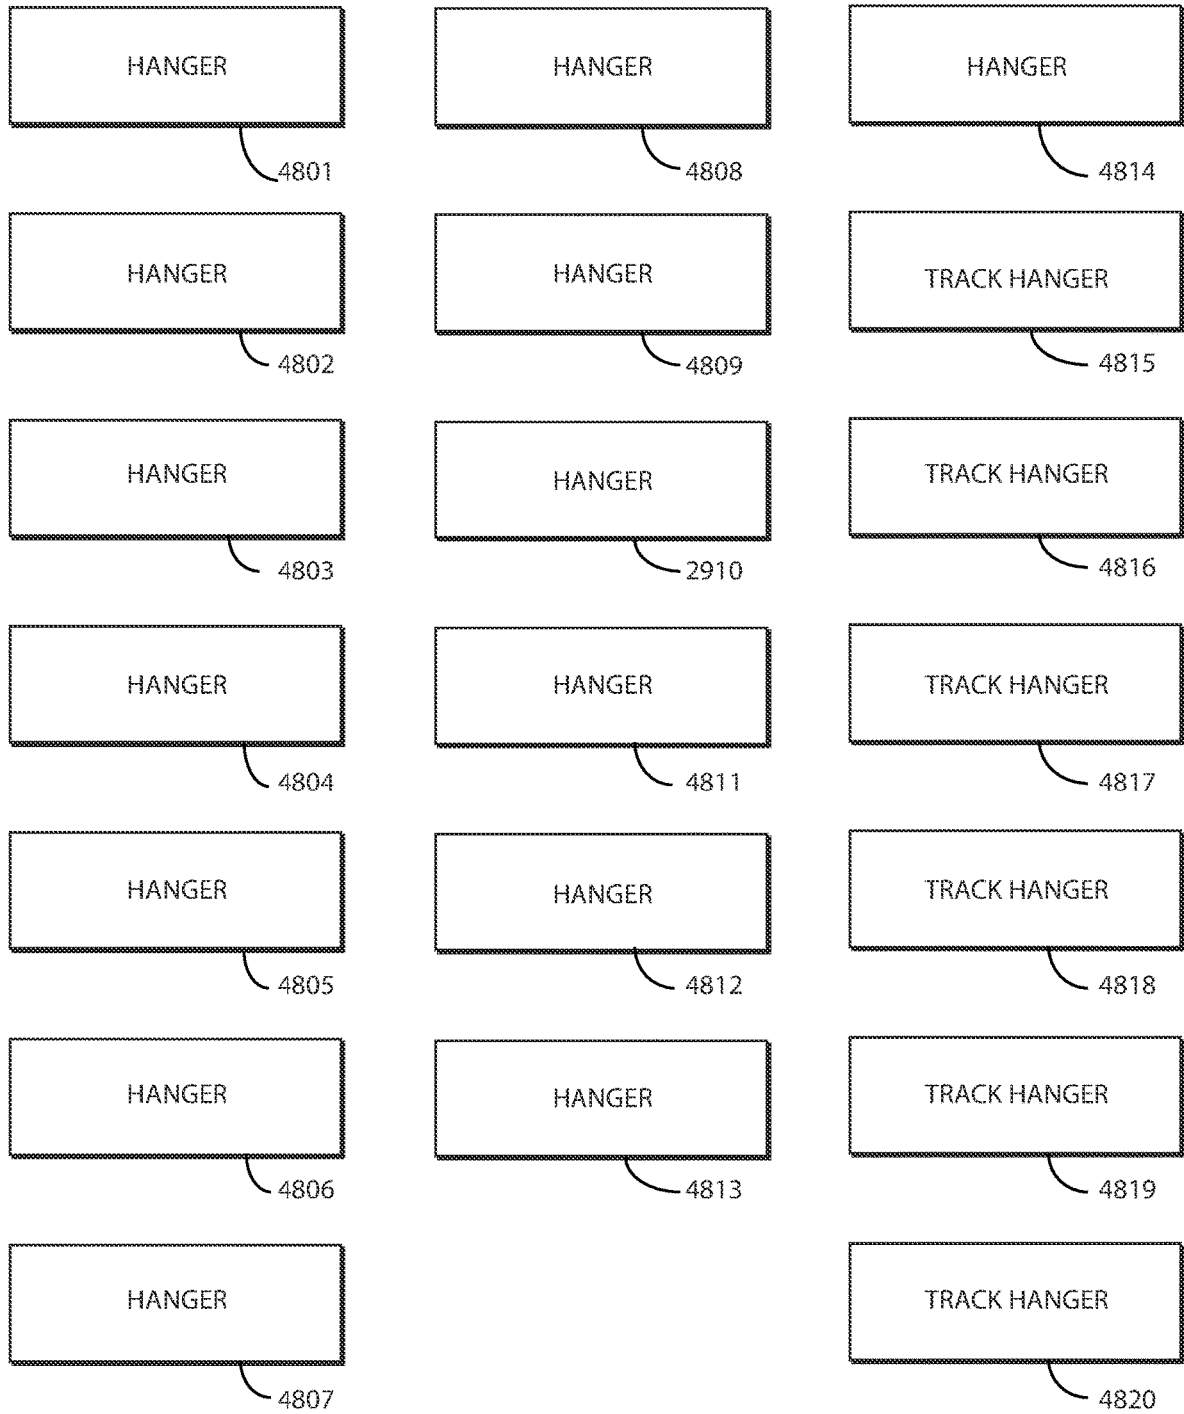 HANGER
4801
HANGER
4802
HANGER
4803
HANGER
4804
HANGER
4805
HANGER
4806
HANGER
4807
HANGER
4808
HANGER
4809
HANGER
2910
HANGER
4811
HANGER
4812
HANGER
4813
HANGER
4814
TRACK HANGER
4815
TRACK HANGER
4816
TRACK HANGER
4817
TRACK HANGER
4818
TRACK HANGER
4819
TRACK HANGER
4820